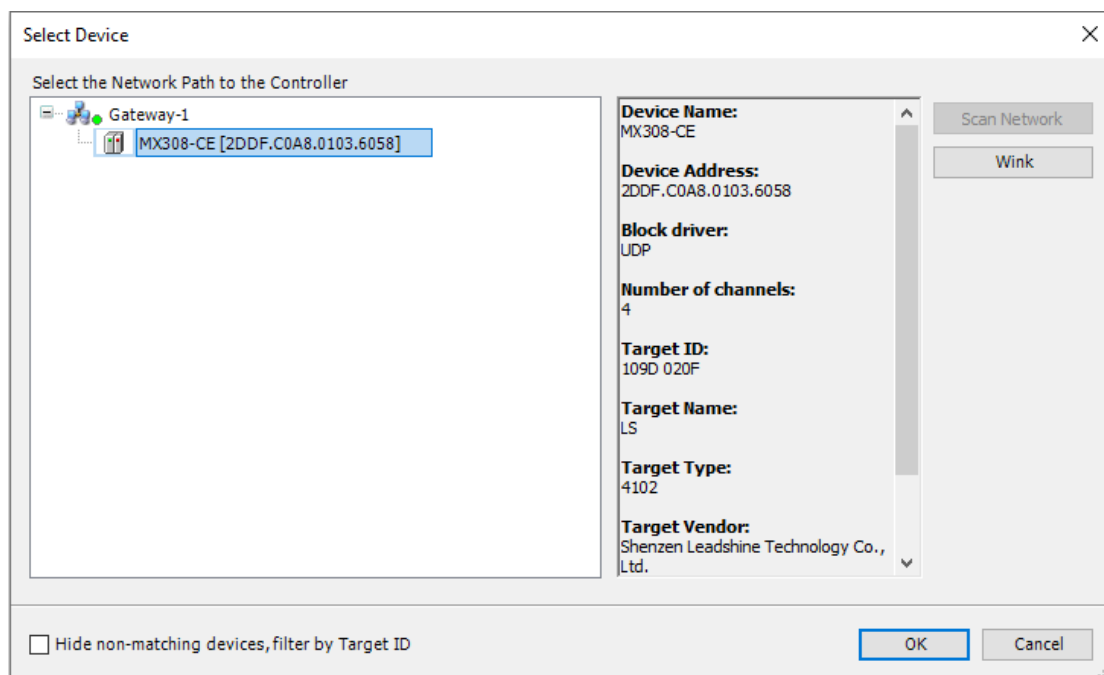 Select Device
Select the Network Path to the Controller
Gateway-1
MX308-CE [2DDF.C0A8.0103.6058]
Device Name:
MX308-CE
Device Address:
2DDF.C0A8.0103.6058
Block driver:
UDP
Number of channels:
4
Target ID:
109D 020F
Target Name:
LS
Target Type:
4102
Target Vendor:
Shenzen Leadshine Technology Co.,
Ltd.
Scan Network
Wink
Hide non-matching devices, filter by Target ID
OK
Cancel